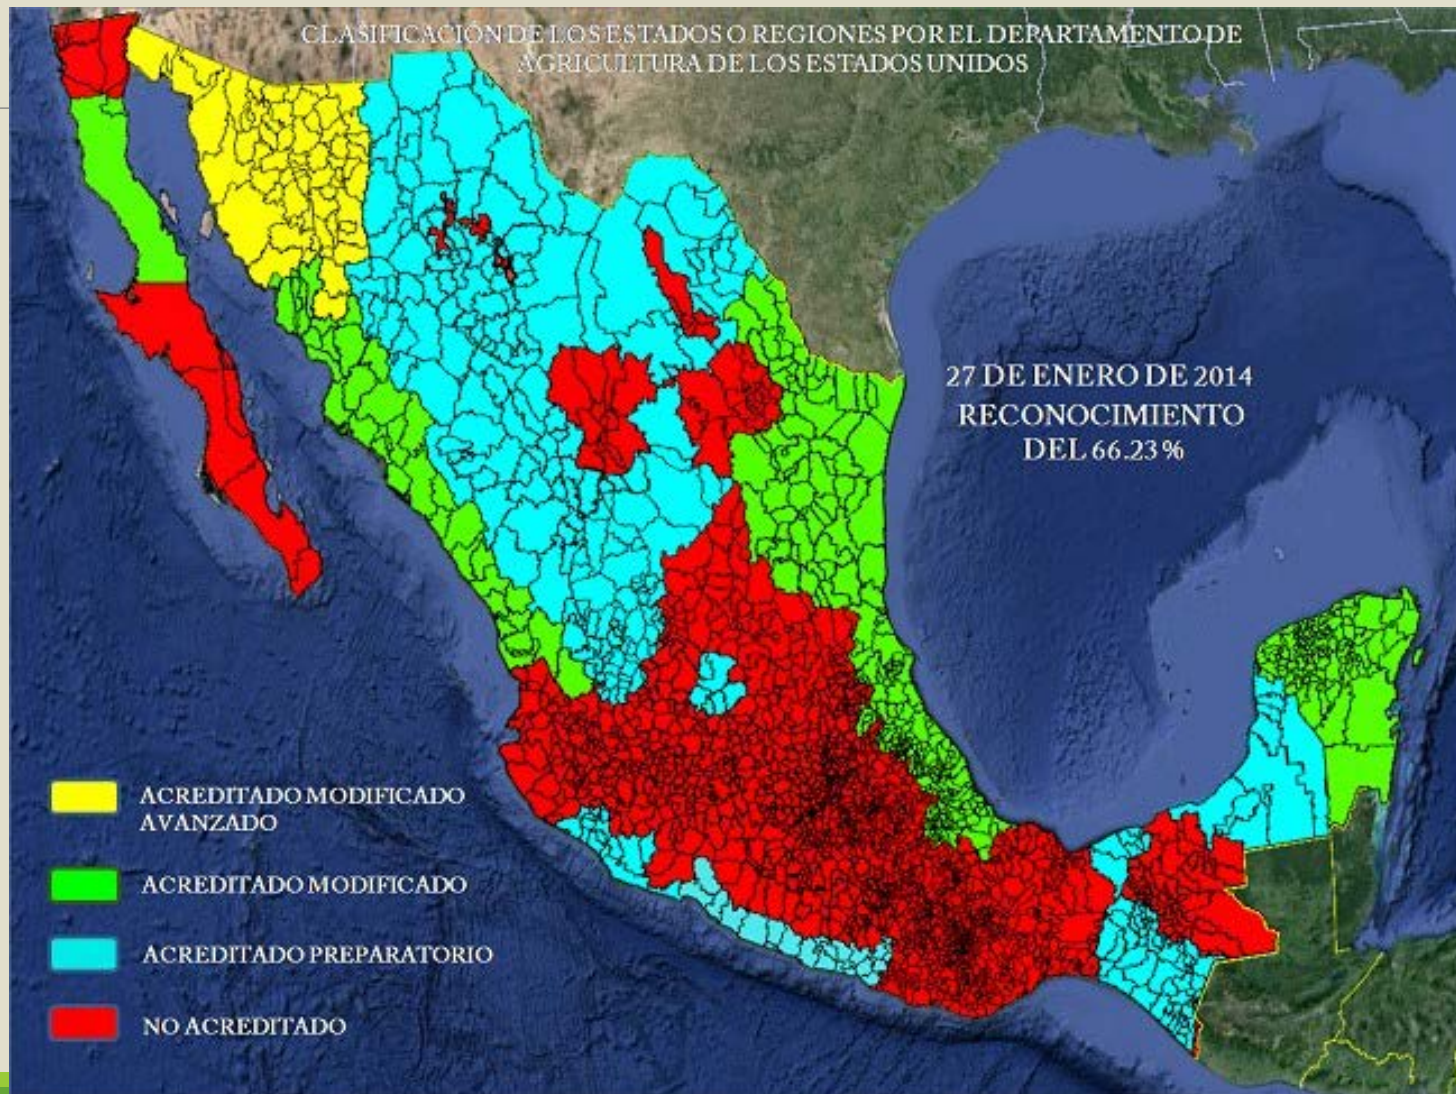 CLASIFICACIÓN DE LOS ESTADOS O REGIONES POR EL DEPARTAMENTO DE
AGRICULTURA DE LOS ESTADOS UNIDOS
27 DE ENERO DE 2014
RECONOCIMIENTO
DEL 66.23%
ACREDITADO MODIFICADO
AVANZADO
ACREDITADO MODIFICADO
ACREDITADO PREPARATORIO
NO ACREDITADO